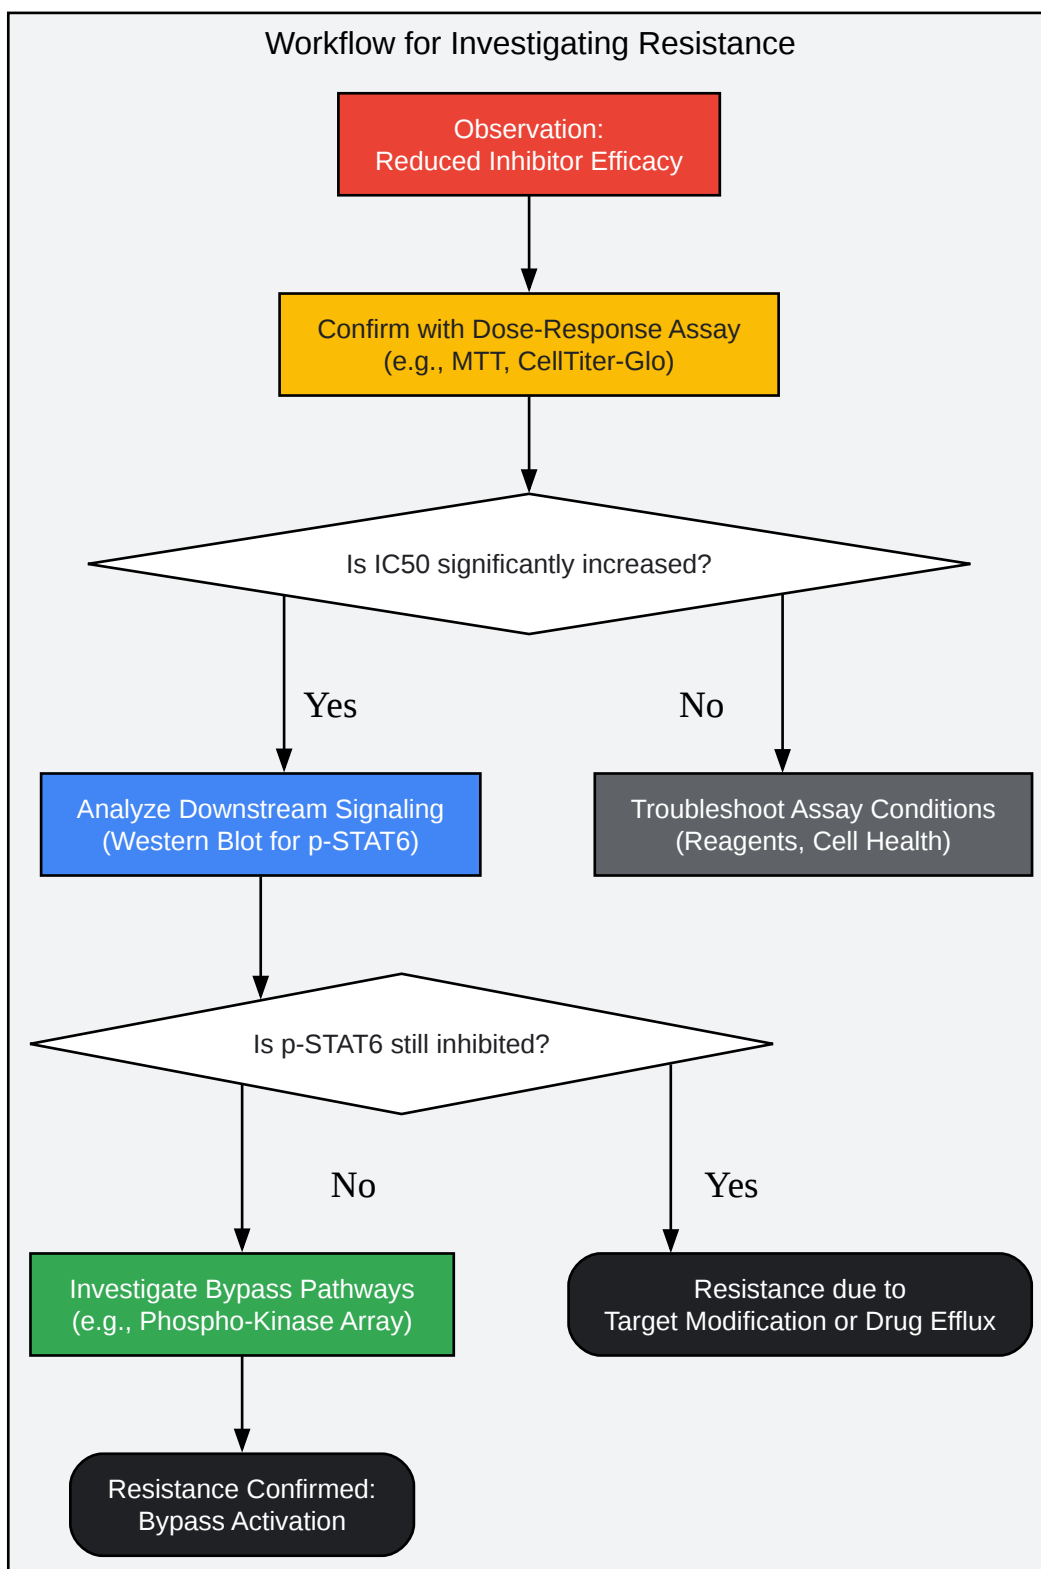 Workflow for Investigating Resistance
Observation:
Reduced Inhibitor Efficacy
Confirm with Dose-Response Assay
(e.g., MTT, CellTiter-Glo)
Is IC50 significantly increased?
Yes
No
Analyze Downstream Signaling
(Western Blot for p-STAT6)
Troubleshoot Assay Conditions
(Reagents, Cell Health)
Is p-STAT6 still inhibited?
No
Yes
Investigate Bypass Pathways
(e.g., Phospho-Kinase Array)
Resistance due to
Target Modification or Drug Efflux
Resistance Confirmed:
Bypass Activation